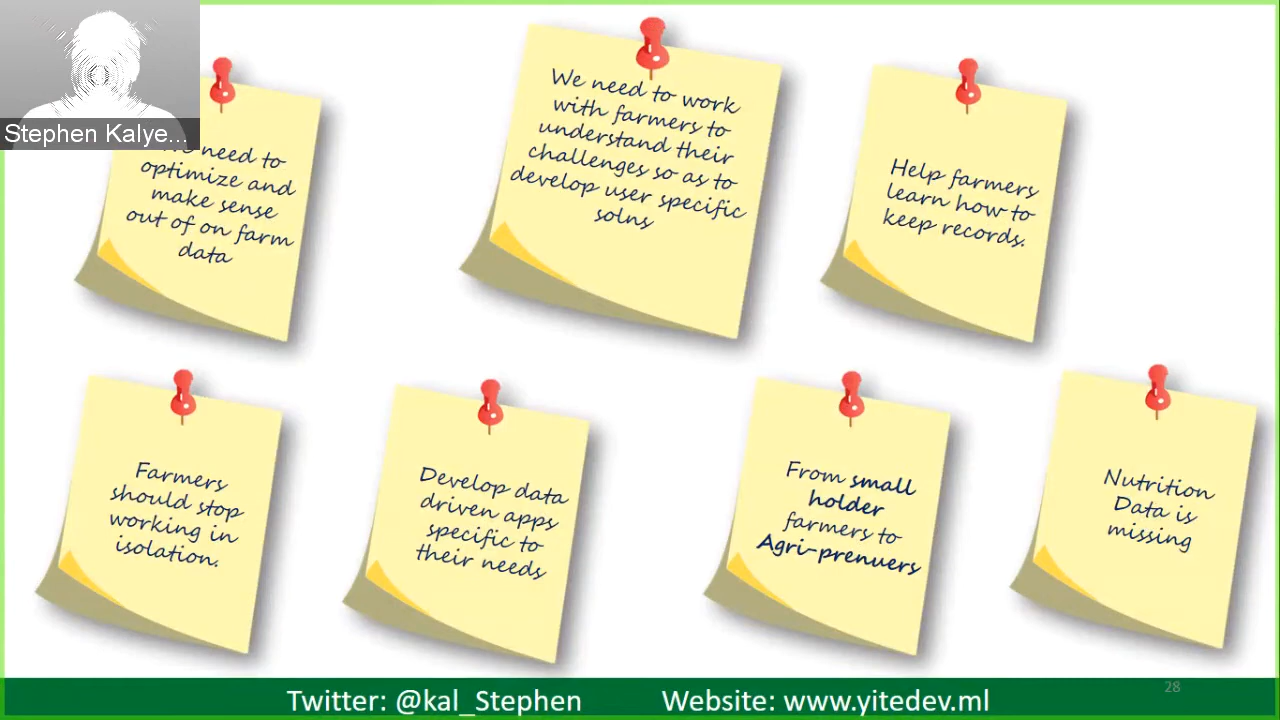 Stephen Kalye...
need to
optimize and
make sense
out of on farm
data
We need to work
with farmers to
understand their
challenges so as to
develop user specific
solns
Help farmers
learn how to
keep records.
Farmers
should stop
working in
isolation.
Develop data
driven apps
specific to
their needs
From small
holder
farmers to
Agri-prenuers
Nutrition
Data is
missing
28
Twitter: @kal_Stephen Website: www.yitedev.ml